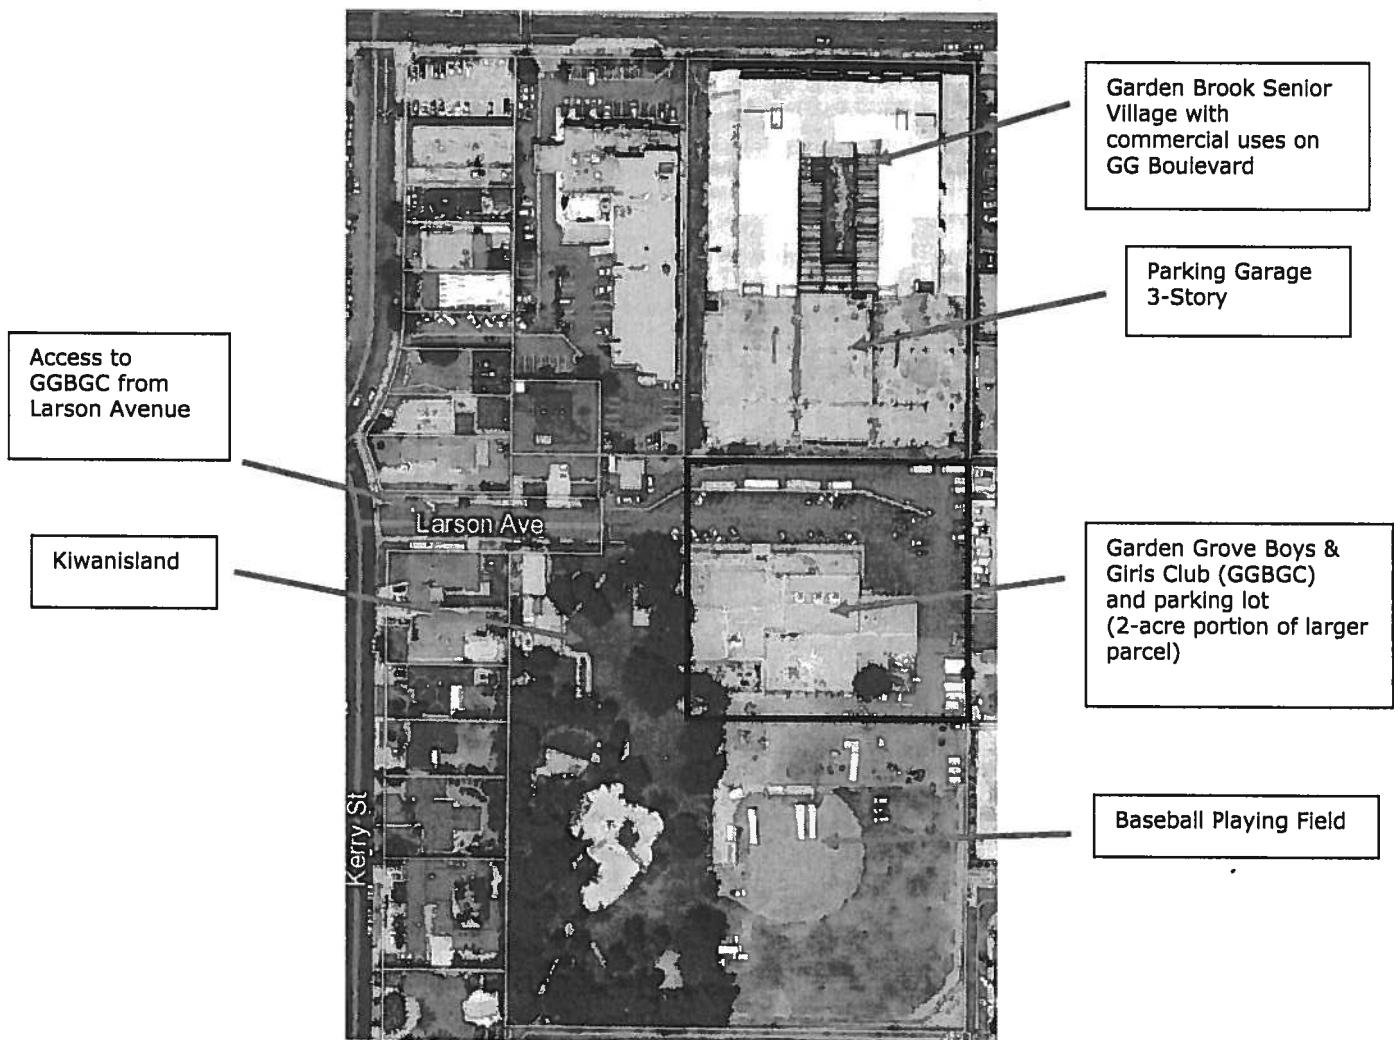 Garden Brook Senior
Village with
commercial uses on
GG Boulevard
Parking Garage
3-Story
Access to
GGBGC from
Larson Avenue
Larson Ave
Kiwanisland
Garden Grove Boys &
Girls Club (GGBGC)
and parking lot
(2-acre portion of larger
parcel)
Kerry St
Baseball Playing Field